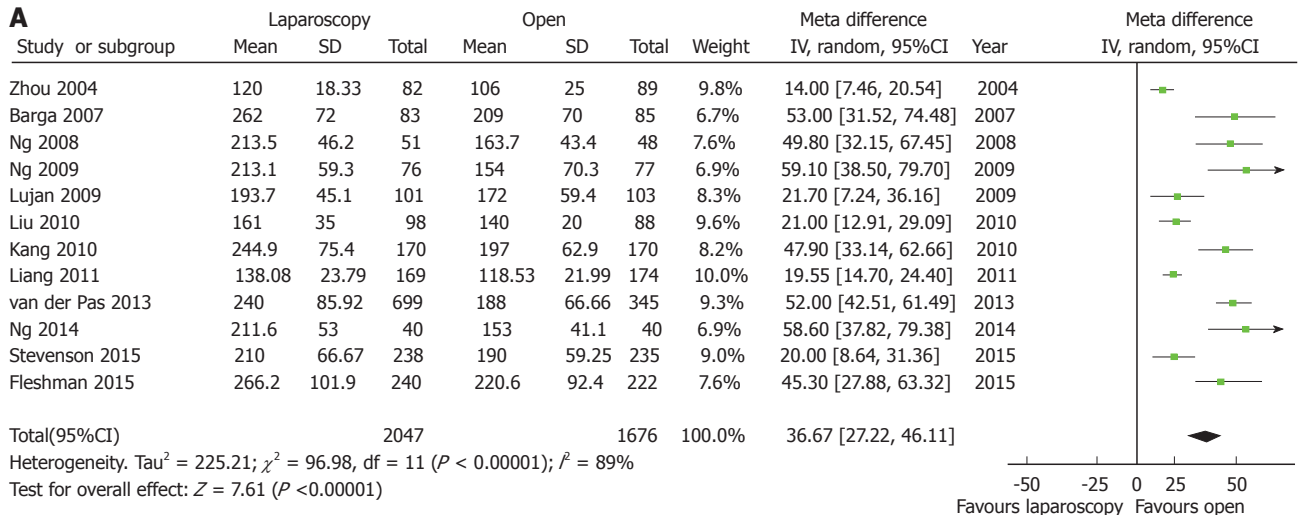 A
Laparoscopy Open Meta difference Meta difference
Study or subgroup Mean SD Total Mean SD Total Weight IV, random, 95%CI Year IV, random, 95%CI
Zhou 2004 120 18.33 82 106 25 89 9.8% 14.00 [7.46, 20.54] 2004
Barga 2007 262 72 83 209 70 85 6.7% 53.00 [31.52, 74.48] 2007
Ng 2008 213.5 46.2 51 163.7 43.4 48 7.6% 49.80 [32.15, 67.45] 2008
Ng 2009 213.1 59.3 76 154 70.3 77 6.9% 59.10 [38.50, 79.70] 2009
Lujan 2009 193.7 45.1 101 172 59.4 103 8.3% 21.70 [7.24, 36.16] 2009
Liu 2010 161 35 98 140 20 88 9.6% 21.00 [12.91, 29.09] 2010
Kang 2010 244.9 75.4 170 197 62.9 170 8.2% 47.90 [33.14, 62.66] 2010
Liang 2011 138.08 23.79 169 118.53 21.99 174 10.0% 19.55 [14.70, 24.40] 2011
van der Pas 2013 240 85.92 699 188 66.66 345 9.3% 52.00 [42.51, 61.49] 2013
Ng 2014 211.6 53 40 153 41.1 40 6.9% 58.60 [37.82, 79.38] 2014
Stevenson 2015 210 66.67 238 190 59.25 235 9.0% 20.00 [8.64, 31.36] 2015
Fleshman 2015 266.2 101.9 240 220.6 92.4 222 7.6% 45.30 [27.88, 63.32] 2015
Total(95%CI) 2047 1676 100.0% 36.67 [27.22, 46.11]
Heterogeneity. Tau² = 225.21; χ² = 96.98, df = 11 (P < 0.00001); I² = 89%
Test for overall effect: Z = 7.61 (P <0.00001)
-50 -25 0 25 50
Favours laparoscopy Favours open